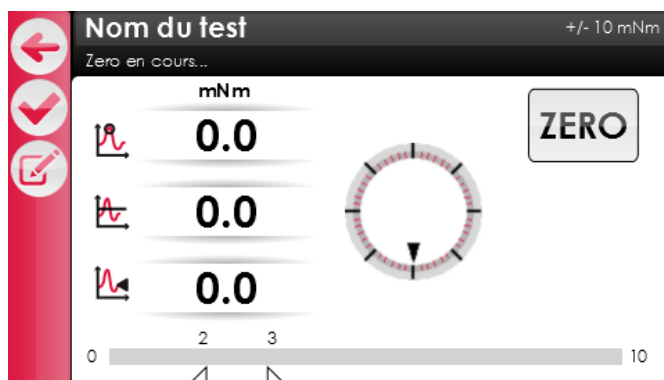 Nom du test
+/- 10 mNm
Zero en cours...
mNm
0.0
ZERO
0.0
0.0
2 3
0 10